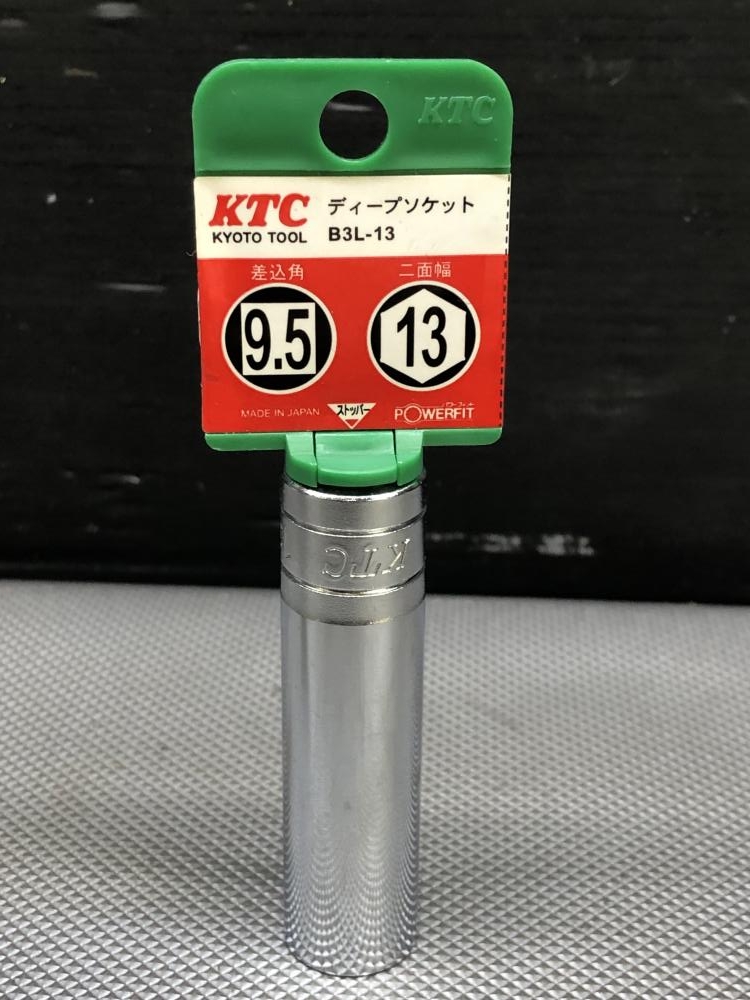 KTC
KTC ディープソケット
KYOTO TOOL B3L-13
差込角 二面幅
9.5 13
MADE IN JAPAN ストッパー POWERFIT
KTC